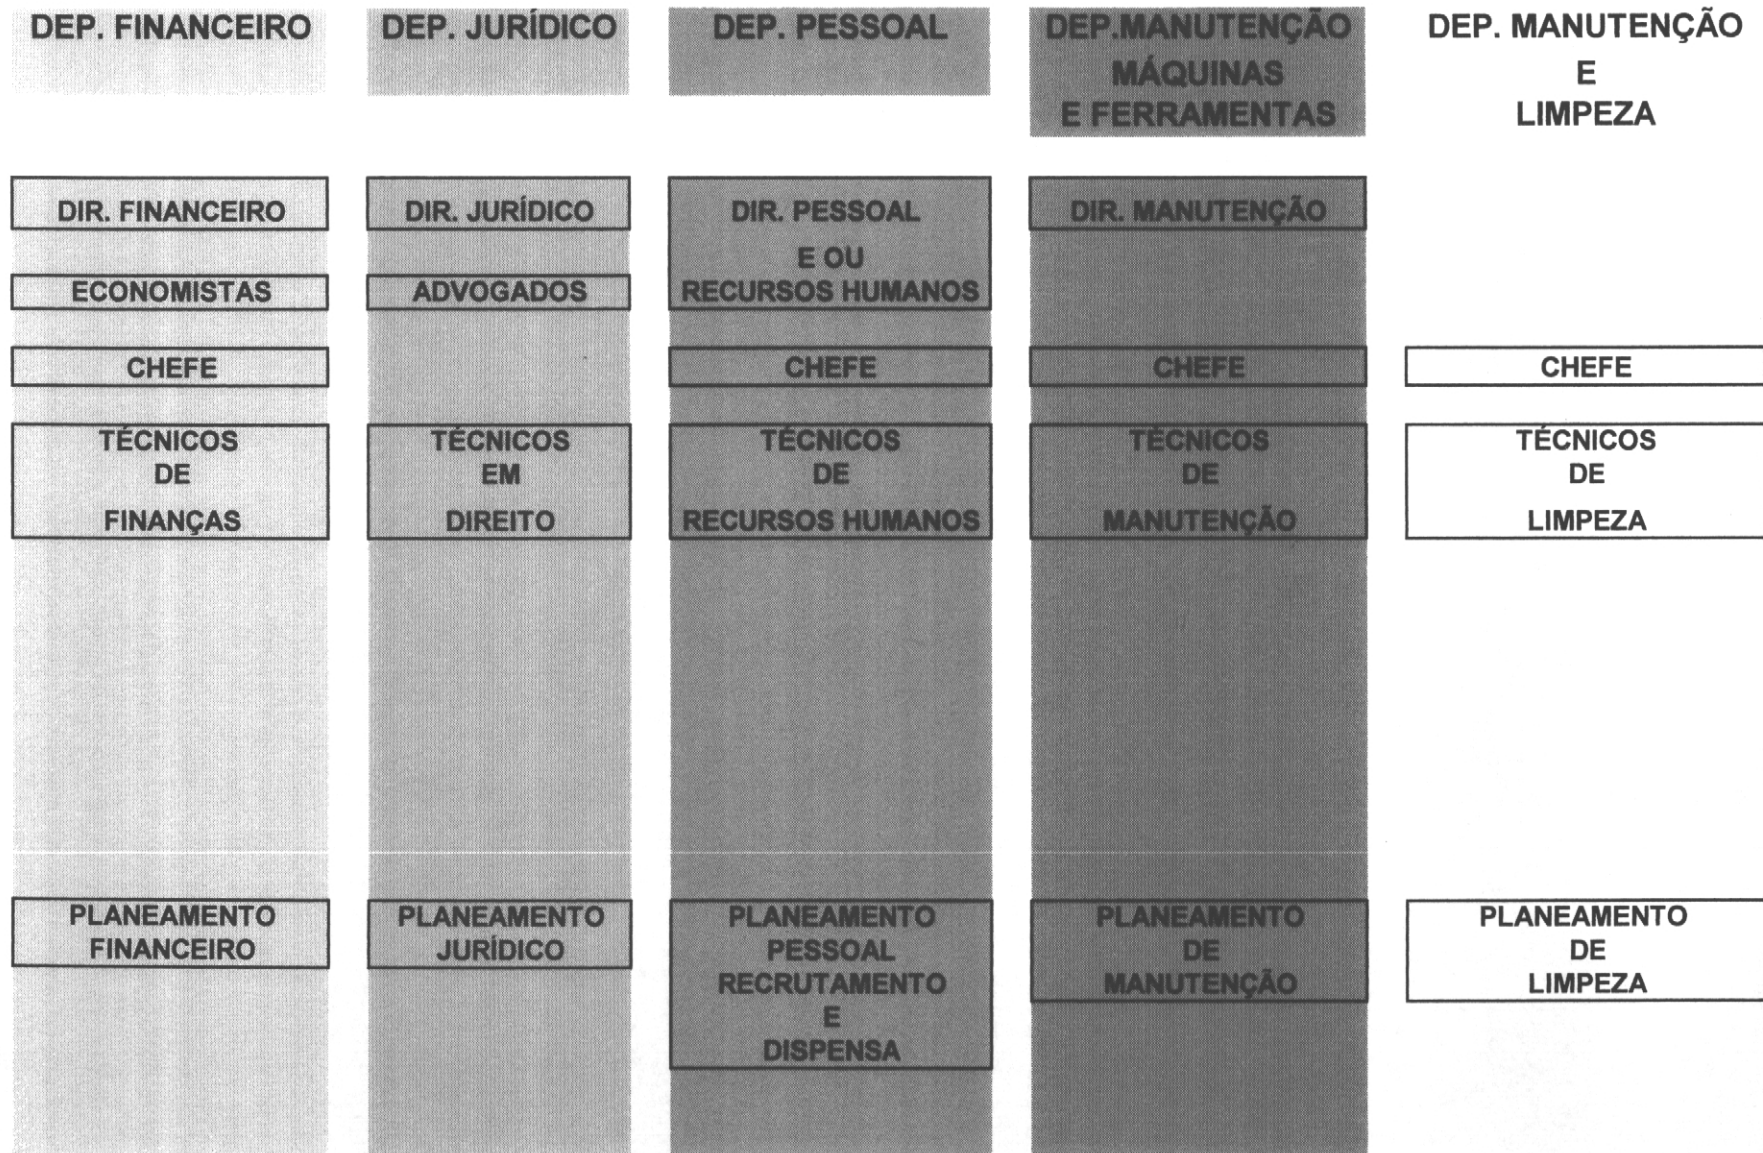 DEP. FINANCEIRO
DEP. JURÍDICO
DEP. PESSOAL
DEP.MANUTENÇÃO
MÁQUINAS
E FERRAMENTAS
DEP. MANUTENÇÃO
E
LIMPEZA
DIR. FINANCEIRO
DIR. JURÍDICO
DIR. PESSOAL
E OU
RECURSOS HUMANOS
DIR. MANUTENÇÃO
ECONOMISTAS
ADVOGADOS
CHEFE
CHEFE
CHEFE
CHEFE
TÉCNICOS
DE
FINANÇAS
TÉCNICOS
EM
DIREITO
TÉCNICOS
DE
RECURSOS HUMANOS
TÉCNICOS
DE
MANUTENÇÃO
TÉCNICOS
DE
LIMPEZA
PLANEAMENTO
FINANCEIRO
PLANEAMENTO
JURÍDICO
PLANEAMENTO
PESSOAL
RECRUTAMENTO
E
DISPENSA
PLANEAMENTO
DE
MANUTENÇÃO
PLANEAMENTO
DE
LIMPEZA